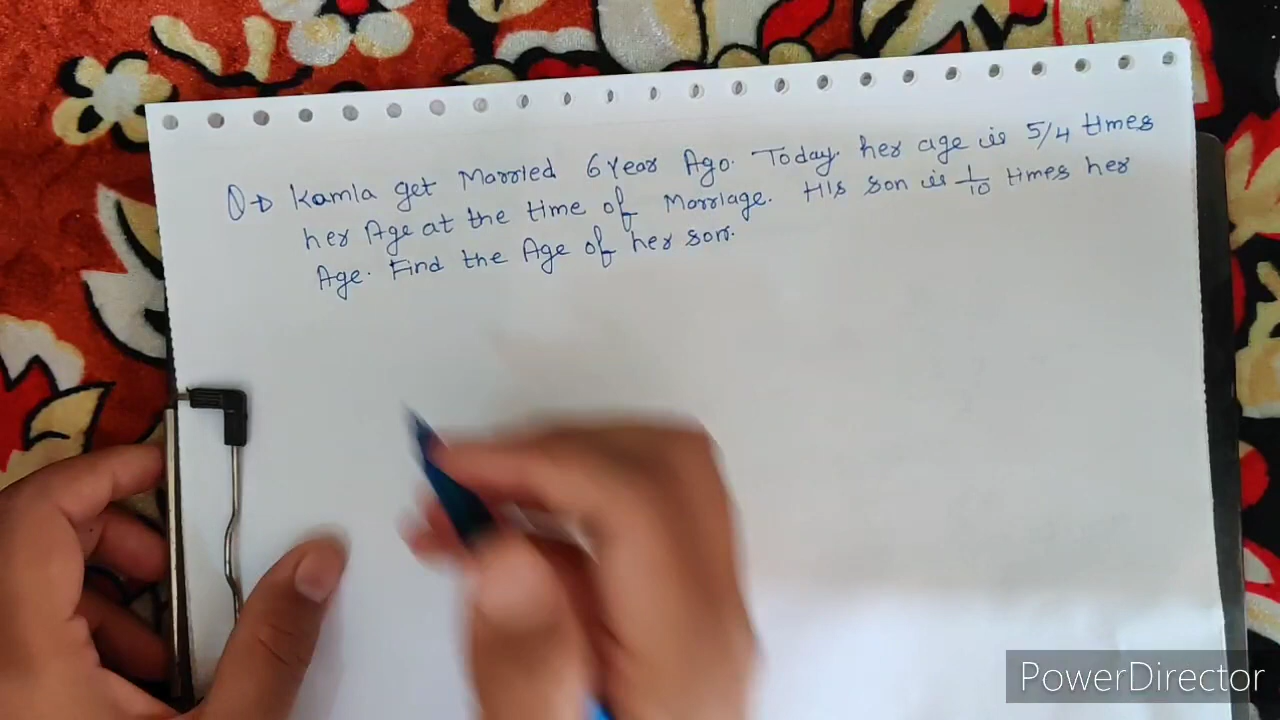 Q→ Kamla get Married 6 Year Ago. Today her age is 5/4 times
her Age at the time of Marriage. His son is 1/10 times her
Age. Find the Age of her son.
PowerDirector